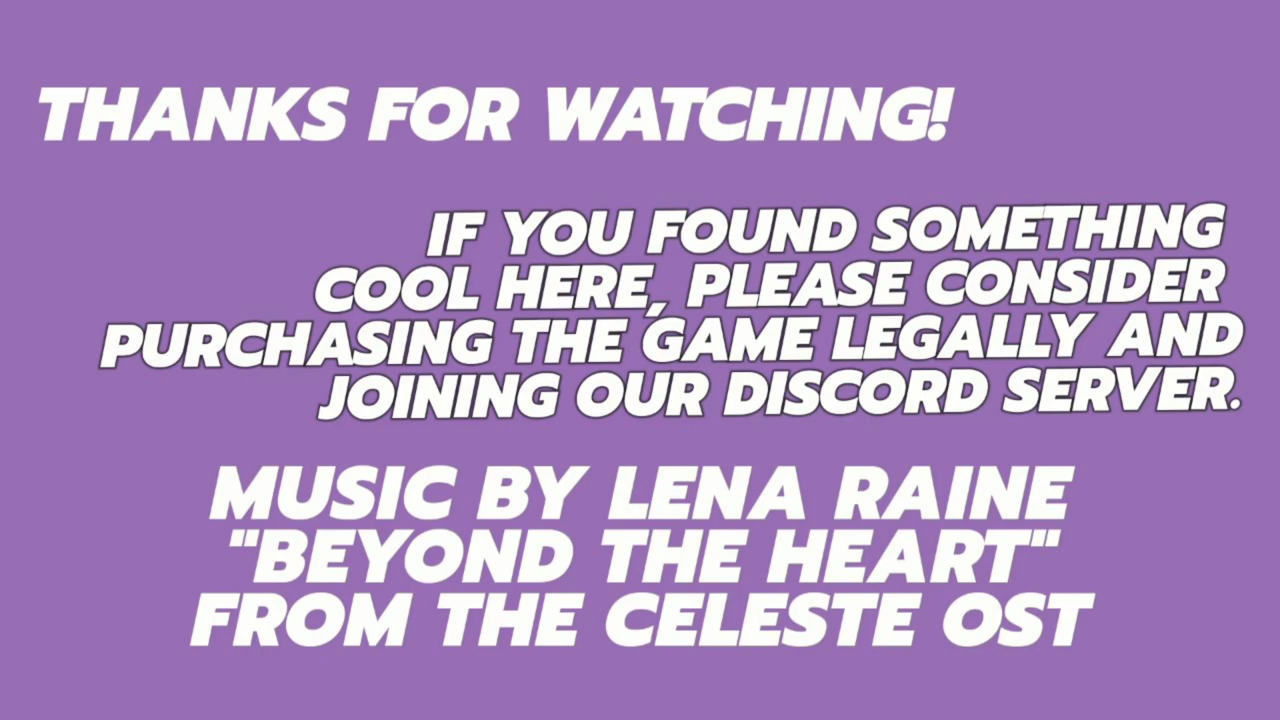 THANKS FOR WATCHING!
IF YOU FOUND SOMETHING
COOL HERE, PLEASE CONSIDER
PURCHASING THE GAME LEGALLY AND
JOINING OUR DISCORD SERVER.
MUSIC BY LENA RAINE
"BEYOND THE HEART"
FROM THE CELESTE OST